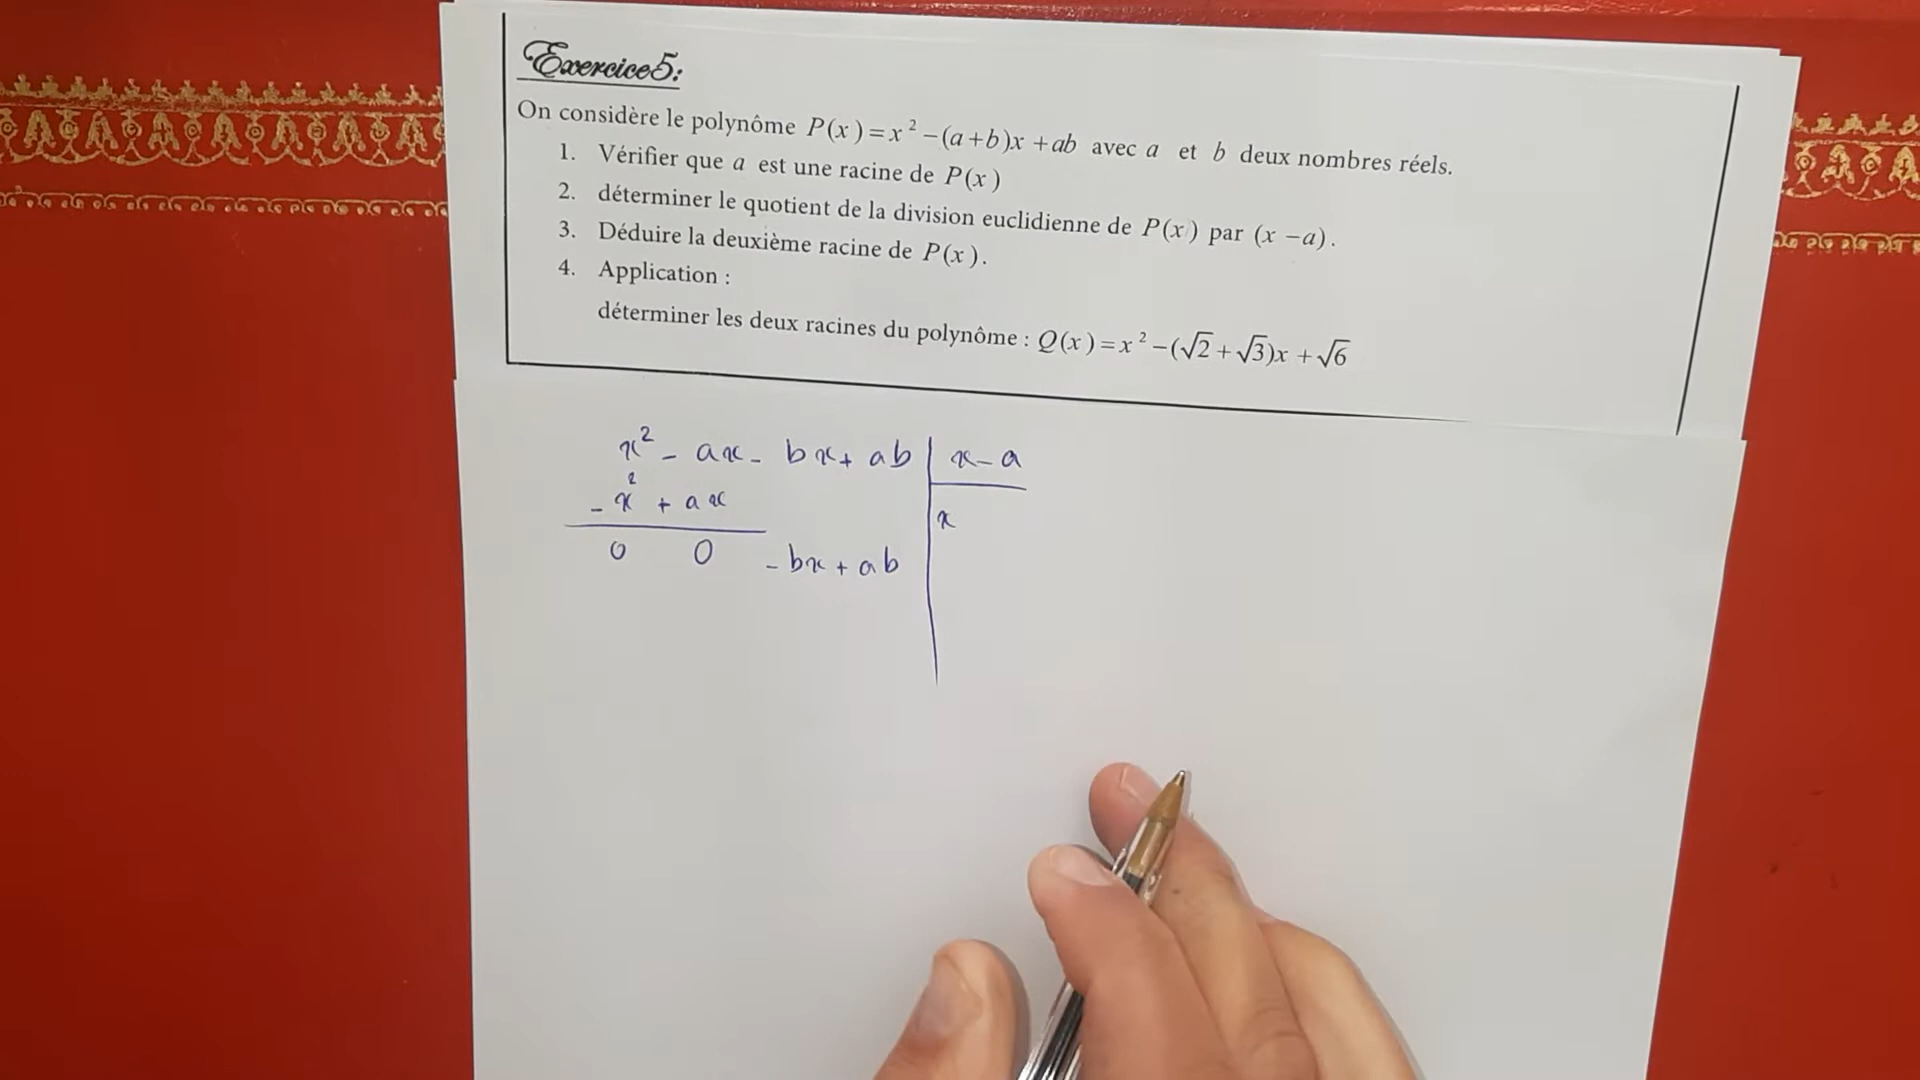 Exercice5:
On considère le polynôme P(x)=x²−(a+b)x+ab avec a et b deux nombres réels.
1. Vérifier que a est une racine de P(x)
2. déterminer le quotient de la division euclidienne de P(x) par (x−a).
3. Déduire la deuxième racine de P(x).
4. Application :
déterminer les deux racines du polynôme : Q(x)=x²−(√2+√3)x+√6
x² - ax - bx + ab | x - a
- x² + ax | x
0 0 - bx + ab